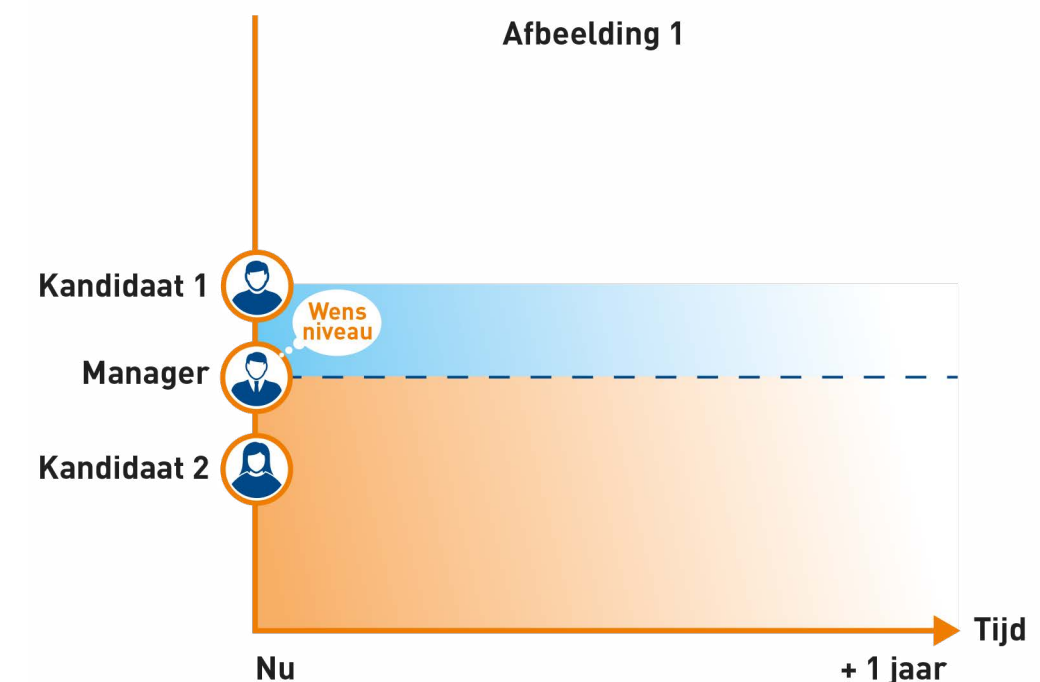 Afbeelding 1
Kandidaat 1
Wens
niveau
Manager
Kandidaat 2
Tijd
Nu
+ 1 jaar